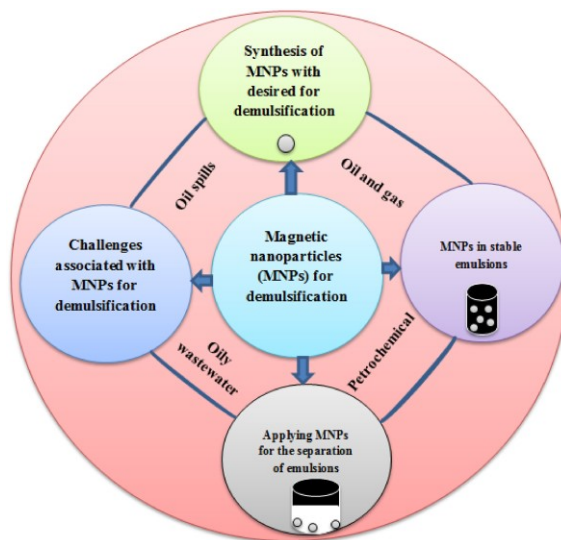 Synthesis of
MNPs with
desired for
demulsification
Oil spills
Oil and gas
Challenges
associated with
MNPs for
demulsification
Magnetic
nanoparticles
(MNPs) for
demulsification
MNPs in stable
emulsions
Oily
wastewater
Petrochemical
Applying MNPs
for the separation
of emulsions